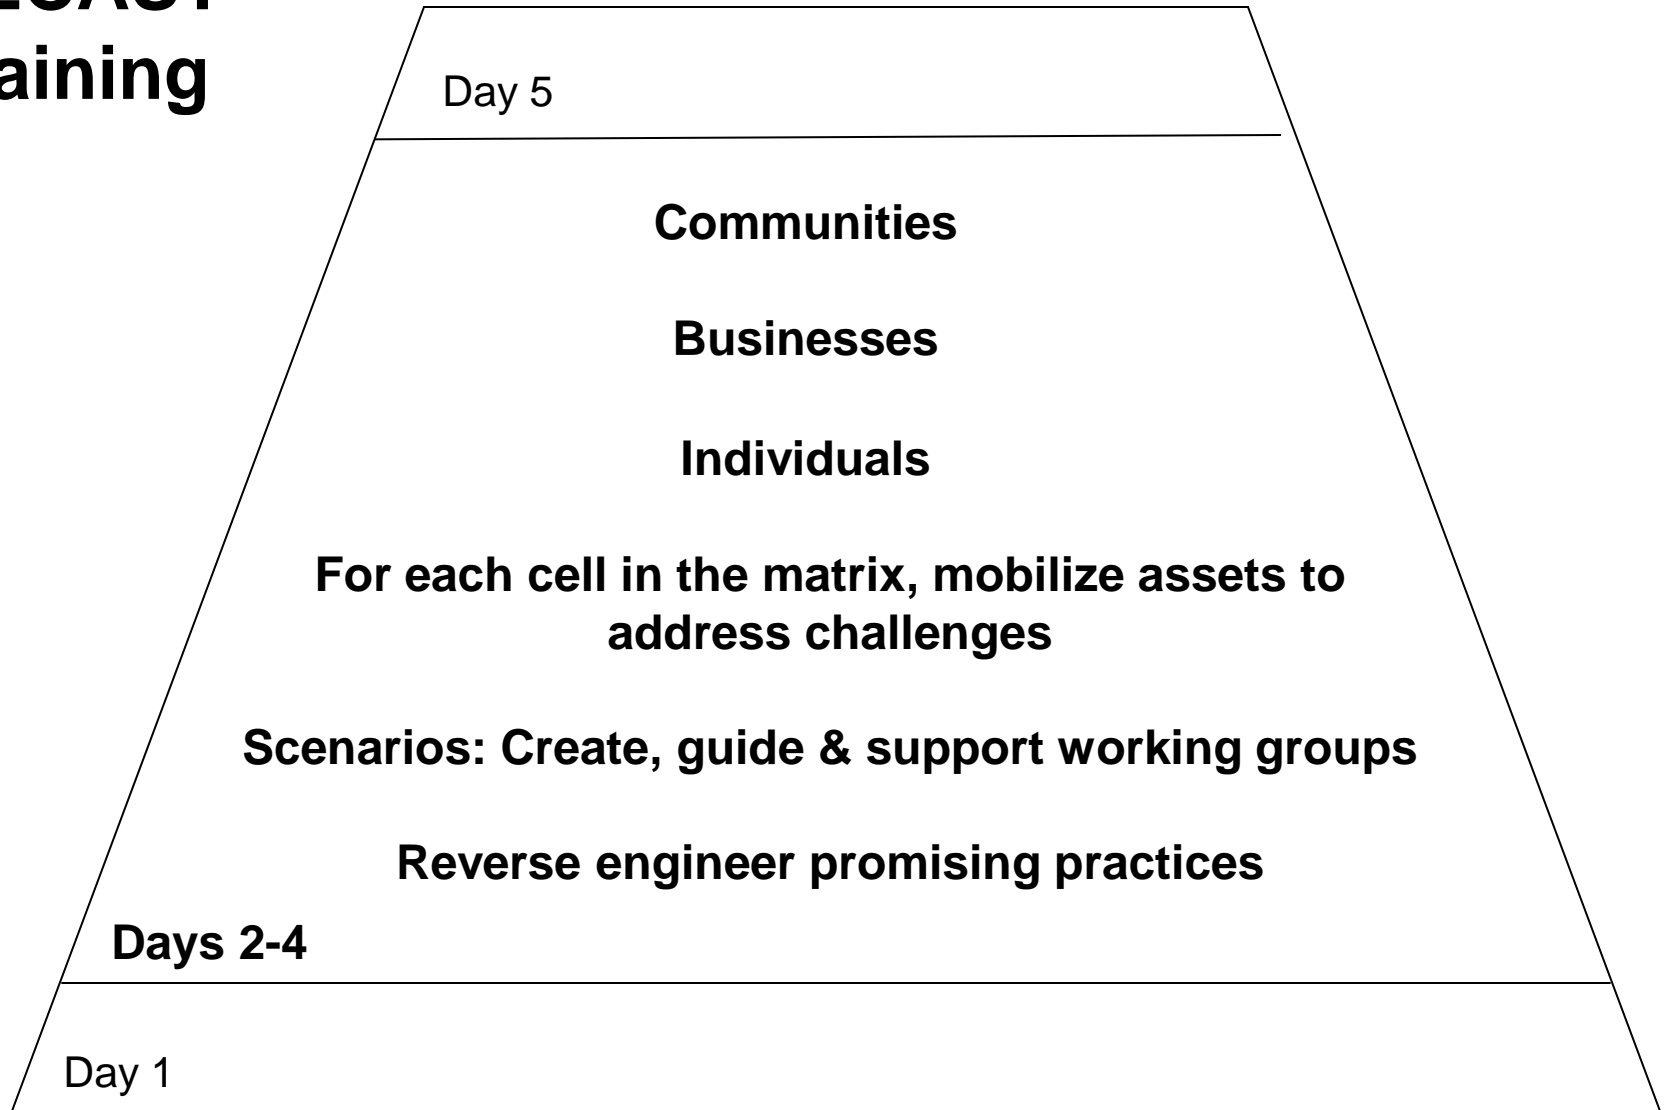 Day 5
Communities
Businesses
Individuals
For each cell in the matrix, mobilize assets to
address challenges
Scenarios: Create, guide & support working groups
Reverse engineer promising practices
Days 2-4
Day 1